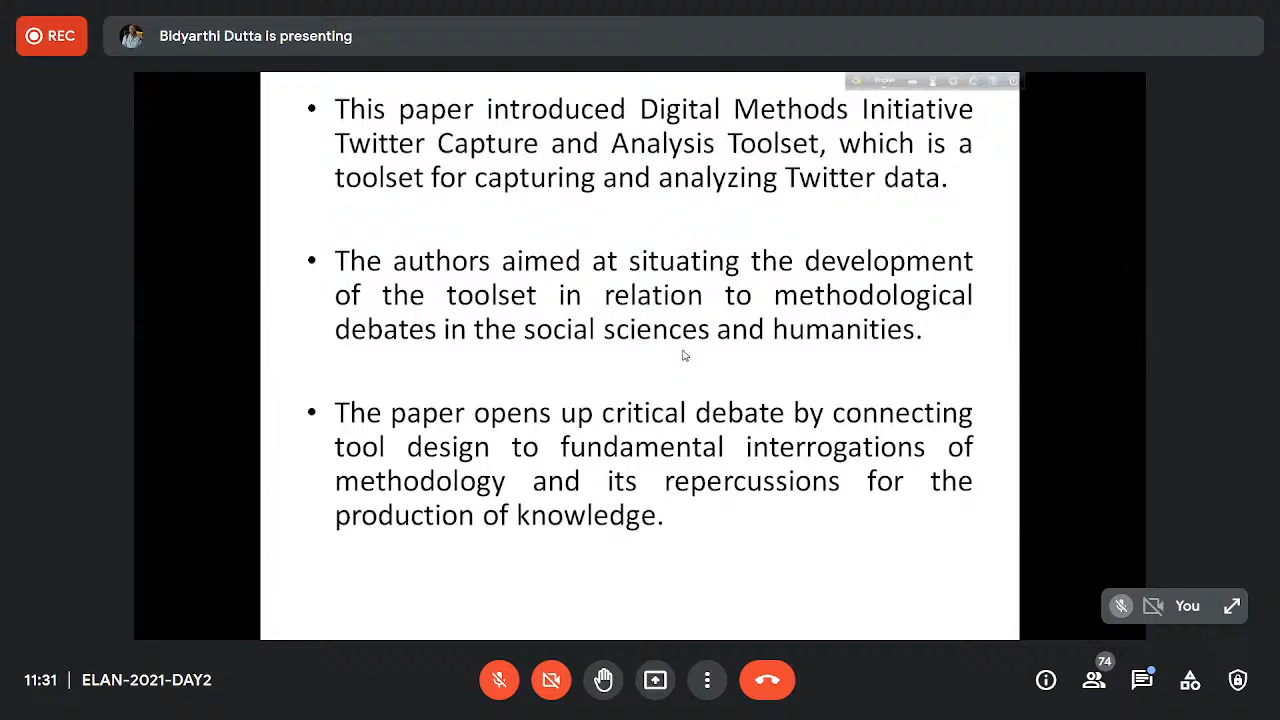 REC
Bidyarthi Dutta is presenting
English
• This paper introduced Digital Methods Initiative
Twitter Capture and Analysis Toolset, which is a
toolset for capturing and analyzing Twitter data.
• The authors aimed at situating the development
of the toolset in relation to methodological
debates in the social sciences and humanities.
• The paper opens up critical debate by connecting
tool design to fundamental interrogations of
methodology and its repercussions for the
production of knowledge.
You
74
11:31 | ELAN-2021-DAY2